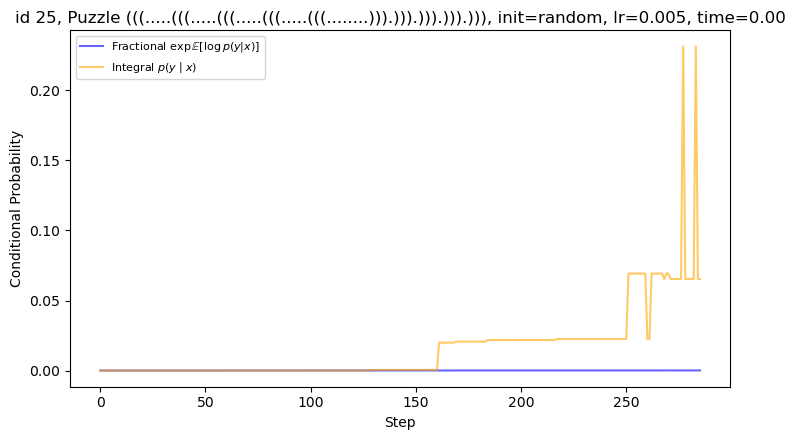 id 25, Puzzle (((.....(((.....(((.....(((.....(((........))).))).))).))).))), init=random, lr=0.005, time=0.00
Fractional exp𝔼[log p(y|x)]
Integral p(y | x)
Conditional Probability
0.20
0.15
0.10
0.05
0.00
0 50 100 150 200 250
Step